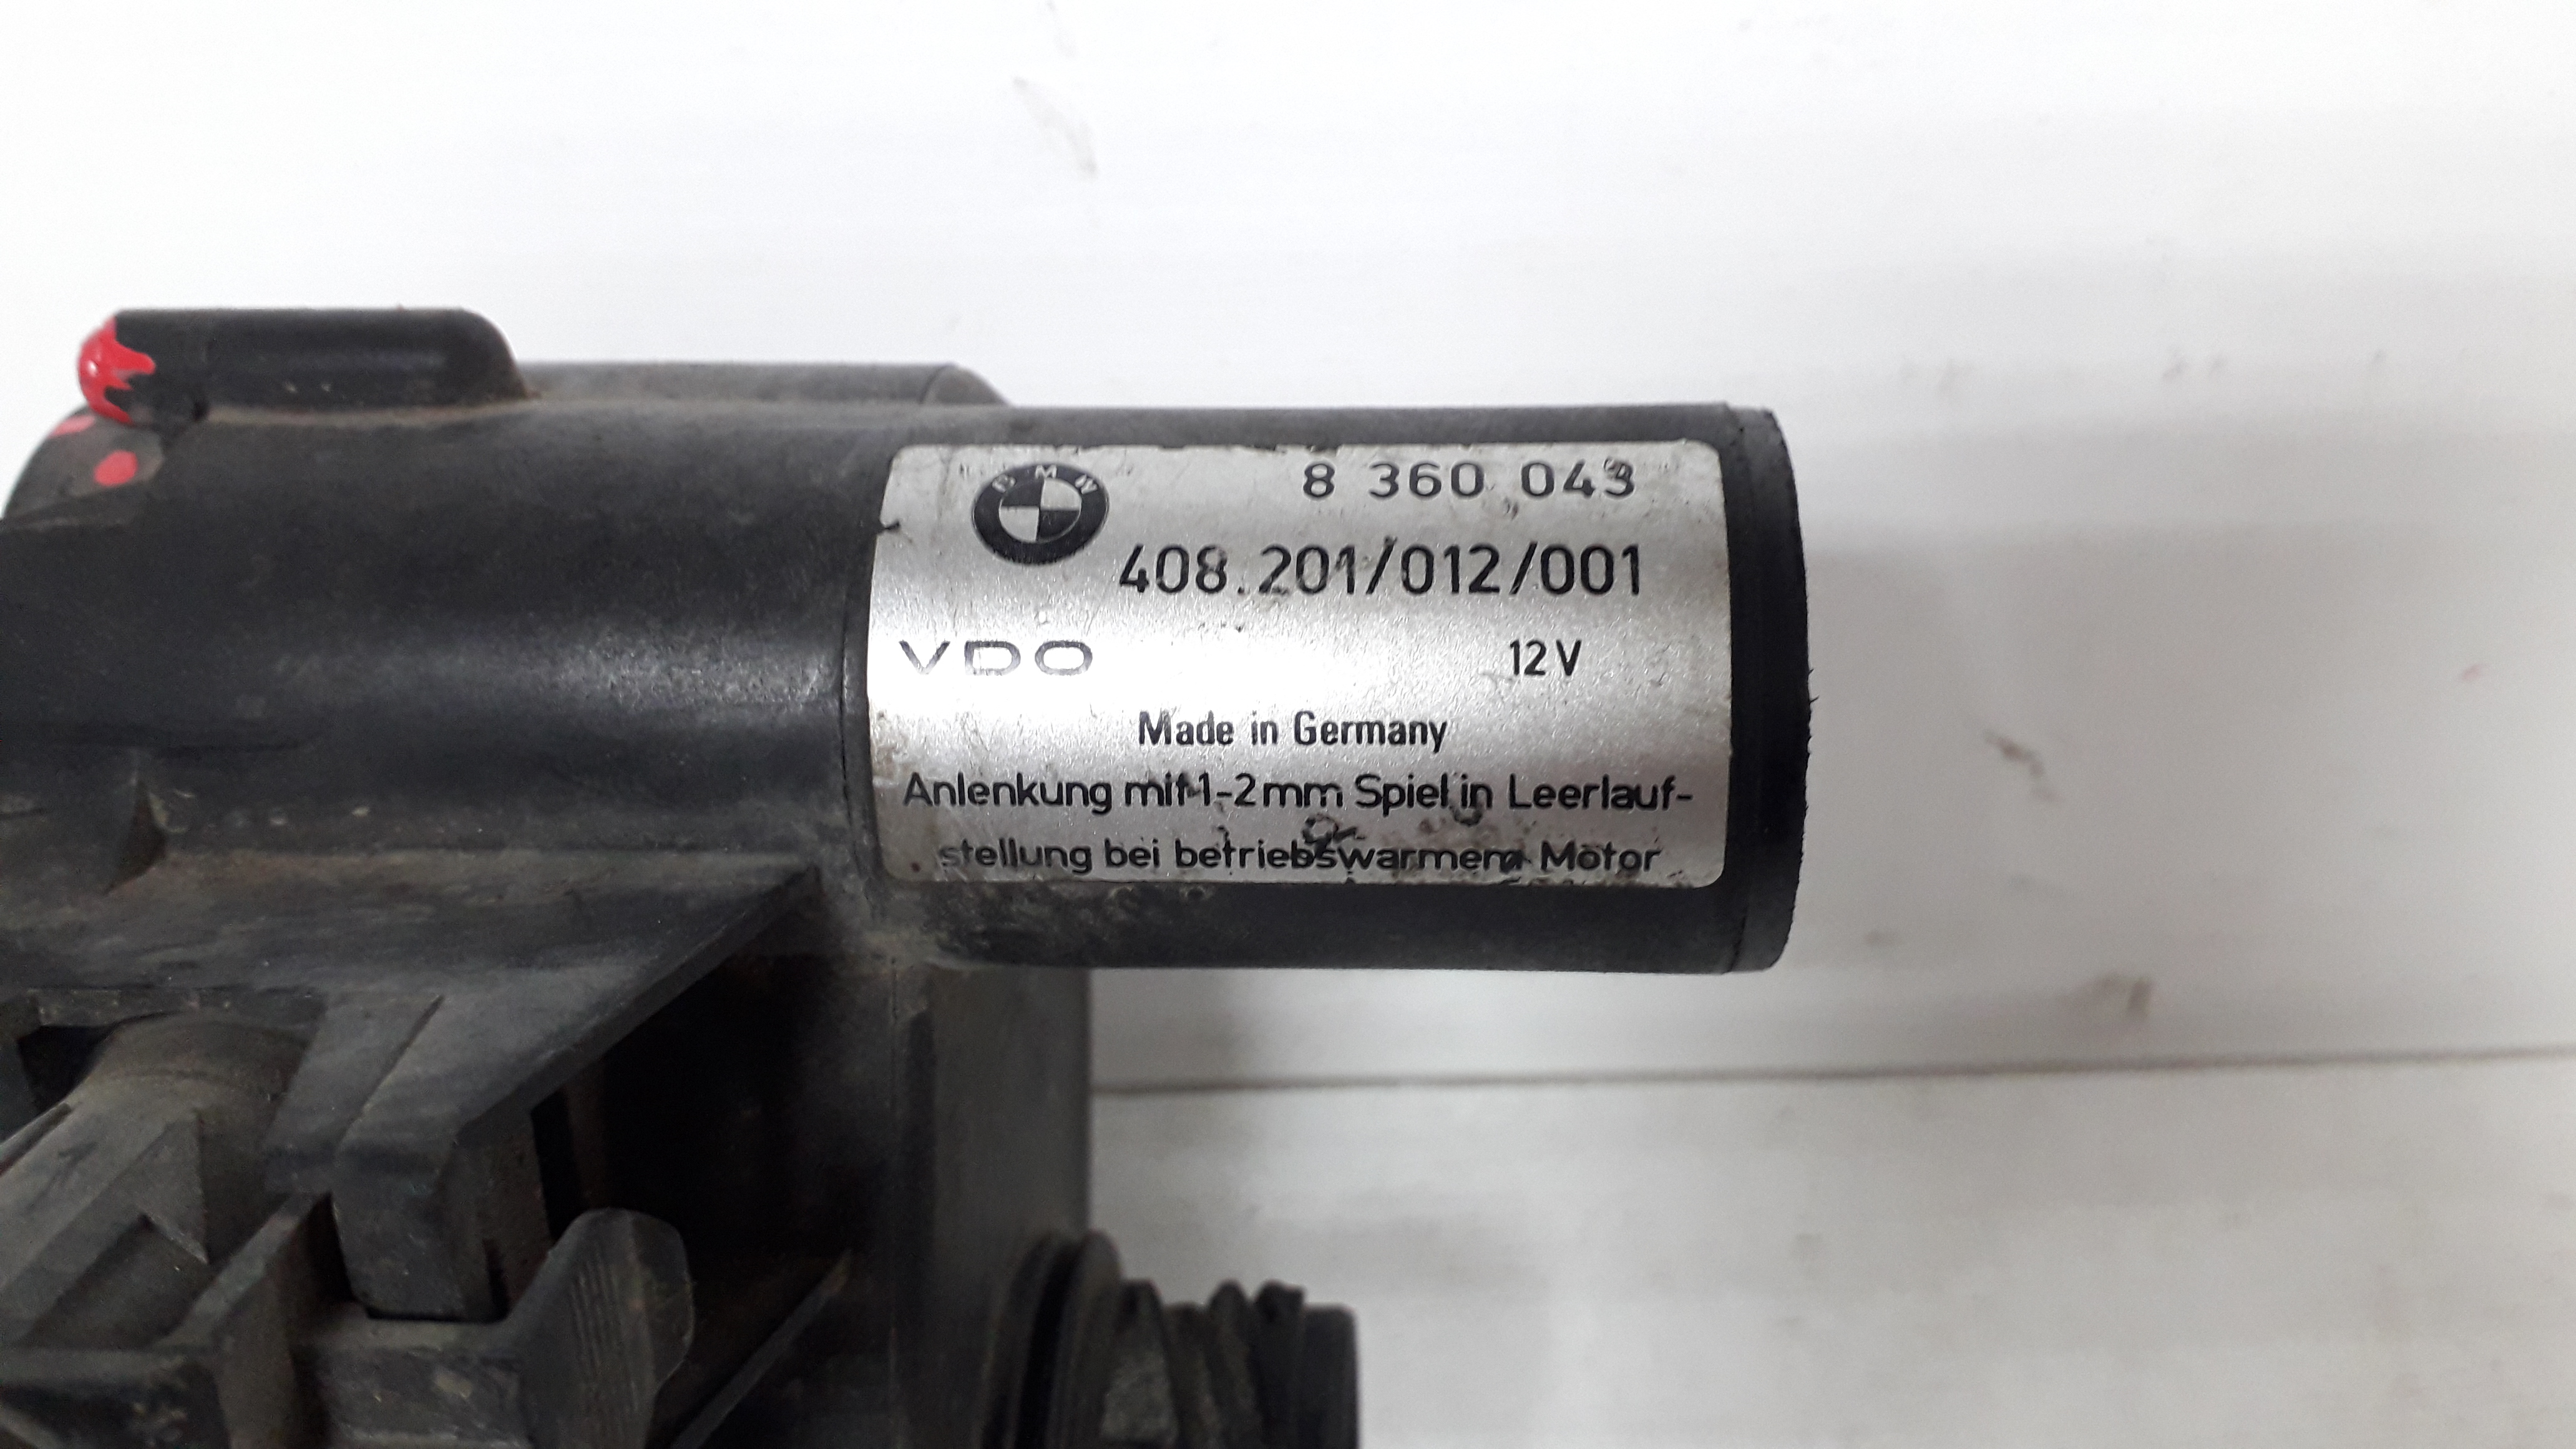 BMW
8 360 043
408.201/012/001
VDO 12V
Made in Germany
Anlenkung mit 1-2mm Spiel in Leerlauf-
stellung bei betriebswarmem Motor